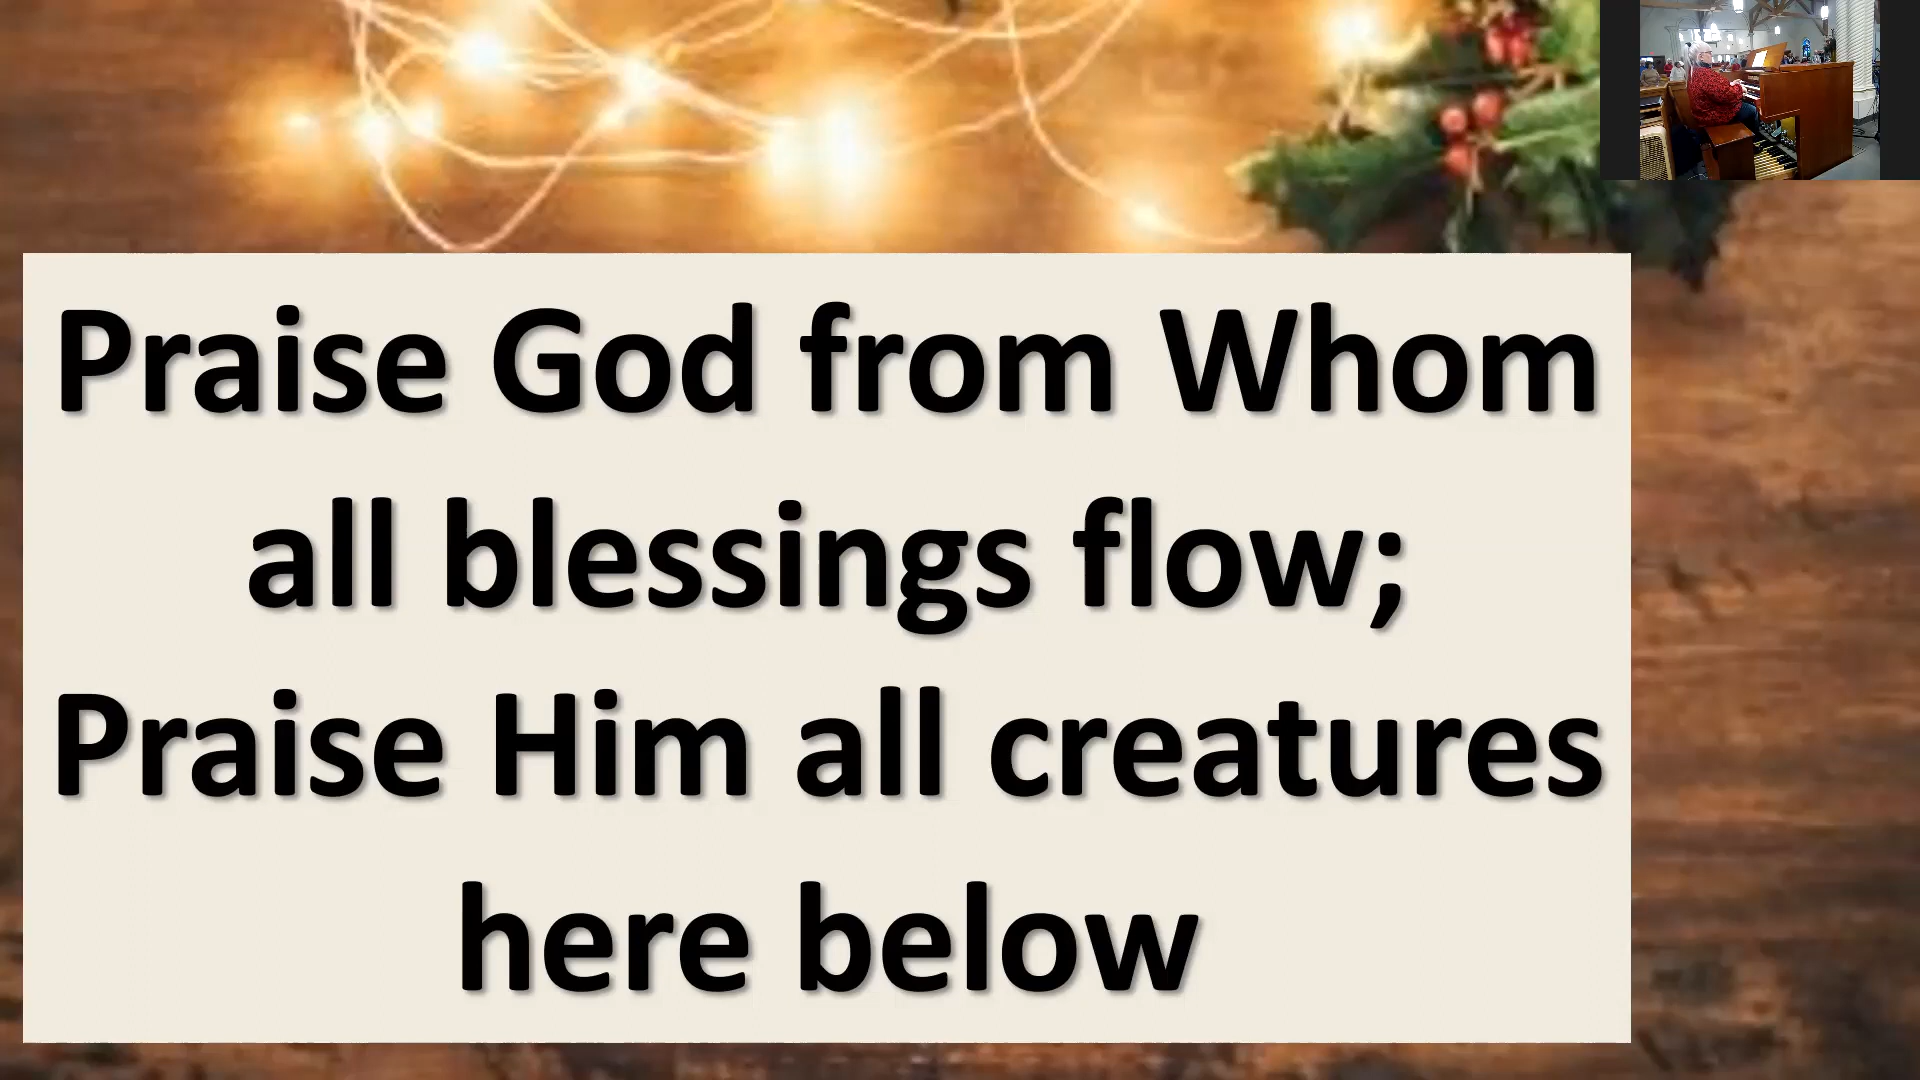 Praise God from Whom
all blessings flow;
Praise Him all creatures
here below